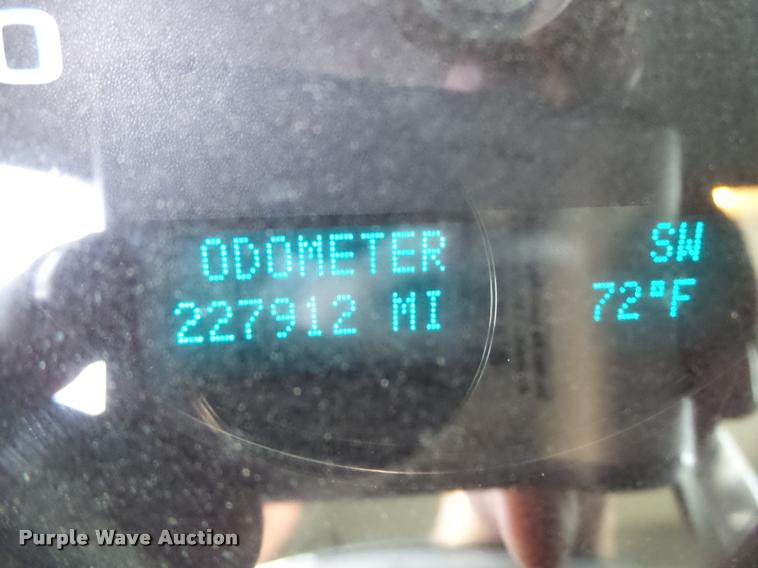 ODOMETER SW
227912 MI 72°F
Purple Wave Auction